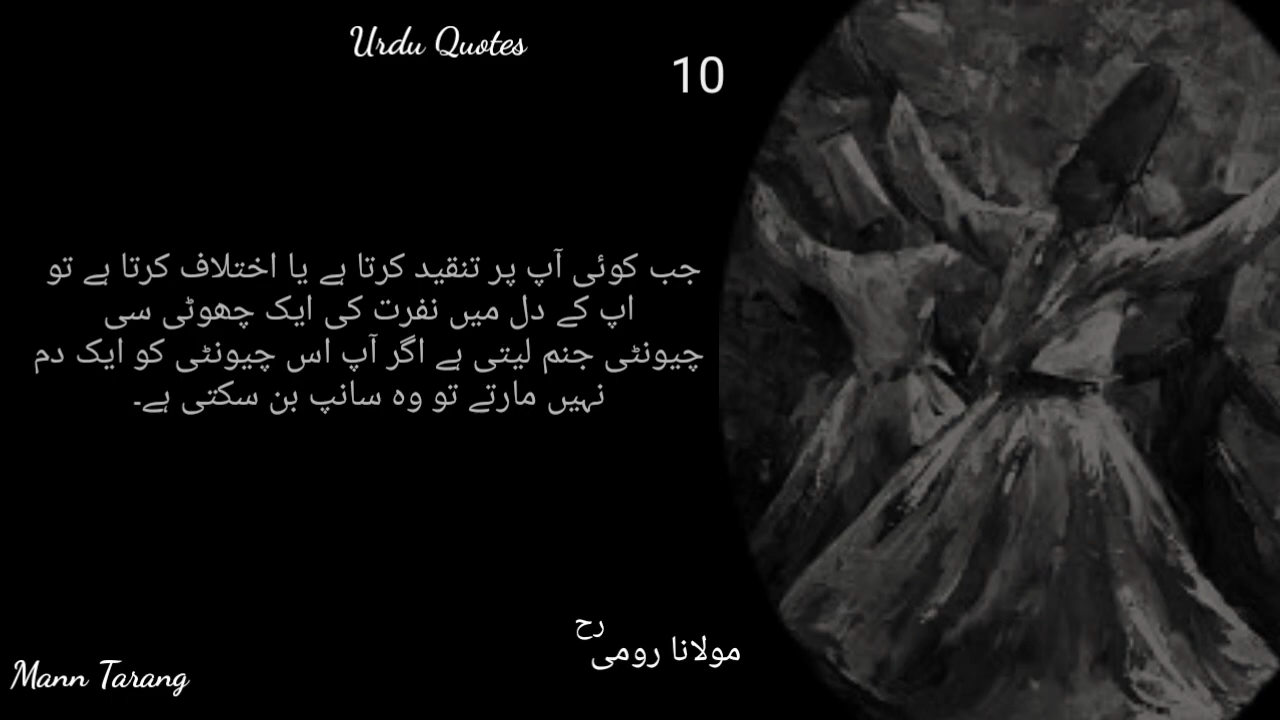 Urdu Quotes
10
جب کوئی آپ پر تنقید کرتا ہے یا اختلاف کرتا ہے تو
اپ کے دل میں نفرت کی ایک چھوٹی سی
چیونٹی جنم لیتی ہے اگر آپ اس چیونٹی کو ایک دم
نہیں مارتے تو وہ سانپ بن سکتی ہے۔
رح
مولانا رومی
Mann Tarang